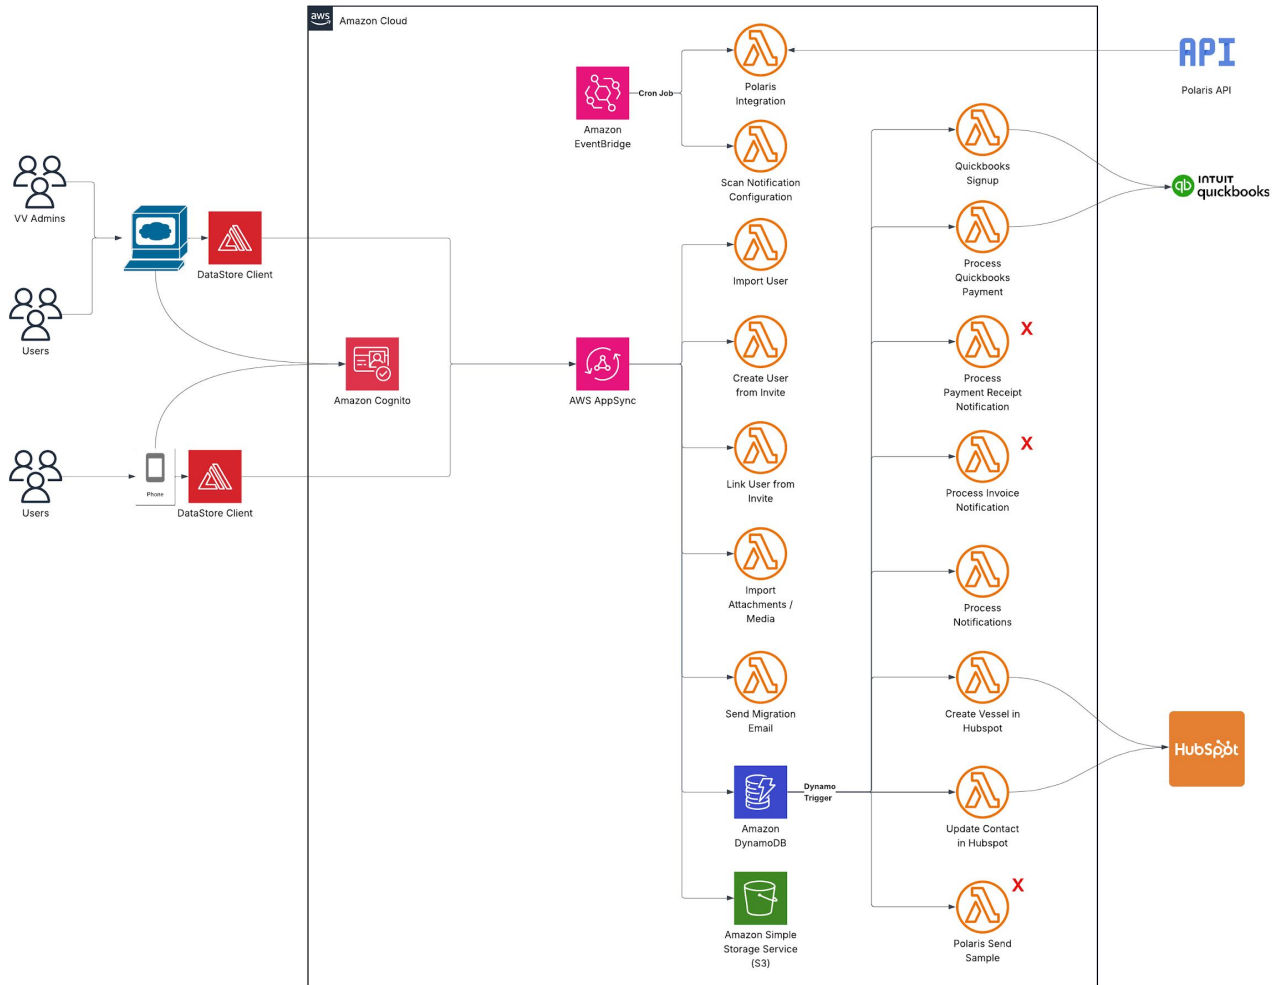 aws
Amazon Cloud
API
Polaris API
Cron Job
Polaris
Integration
Amazon
EventBridge
Scan Notification
Configuration
Quickbooks
Signup
INTUIT
qb
quickbooks
VV Admins
DataStore Client
Import User
Process
Quickbooks
Payment
Users
Amazon Cognito
AWS AppSync
Create User
from Invite
X
Process
Payment Receipt
Notification
Users
Phone
DataStore Client
Link User from
Invite
X
Process Invoice
Notification
Import
Attachments /
Media
Process
Notifications
Send Migration
Email
Create Vessel in
Hubspot
HubSpot
Dynamo
Trigger
Amazon
DynamoDB
Update Contact
in Hubspot
X
Amazon Simple
Storage Service
(S3)
Polaris Send
Sample